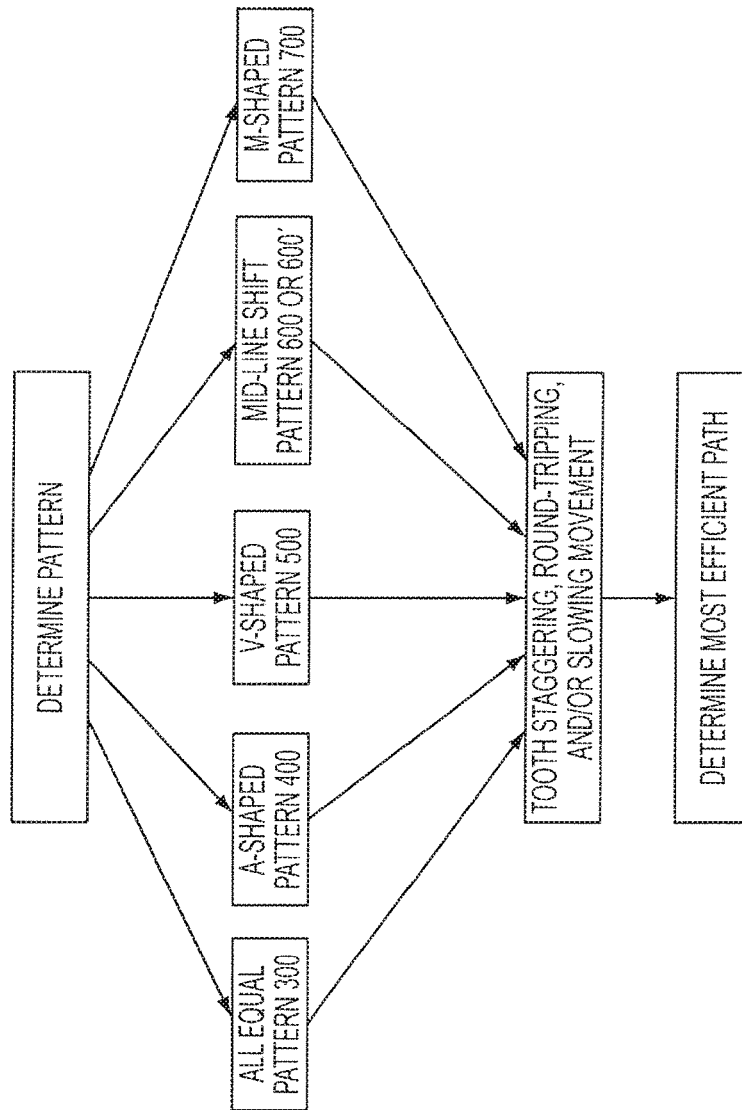 DETERMINE PATTERN
ALL EQUAL
PATTERN 300
A-SHAPED
PATTERN 400
V-SHAPED
PATTERN 500
MID-LINE SHIFT
PATTERN 600 OR 600'
M-SHAPED
PATTERN 700
TOOTH STAGGERING, ROUND-TRIPPING,
AND/OR SLOWING MOVEMENT
DETERMINE MOST EFFICIENT PATH